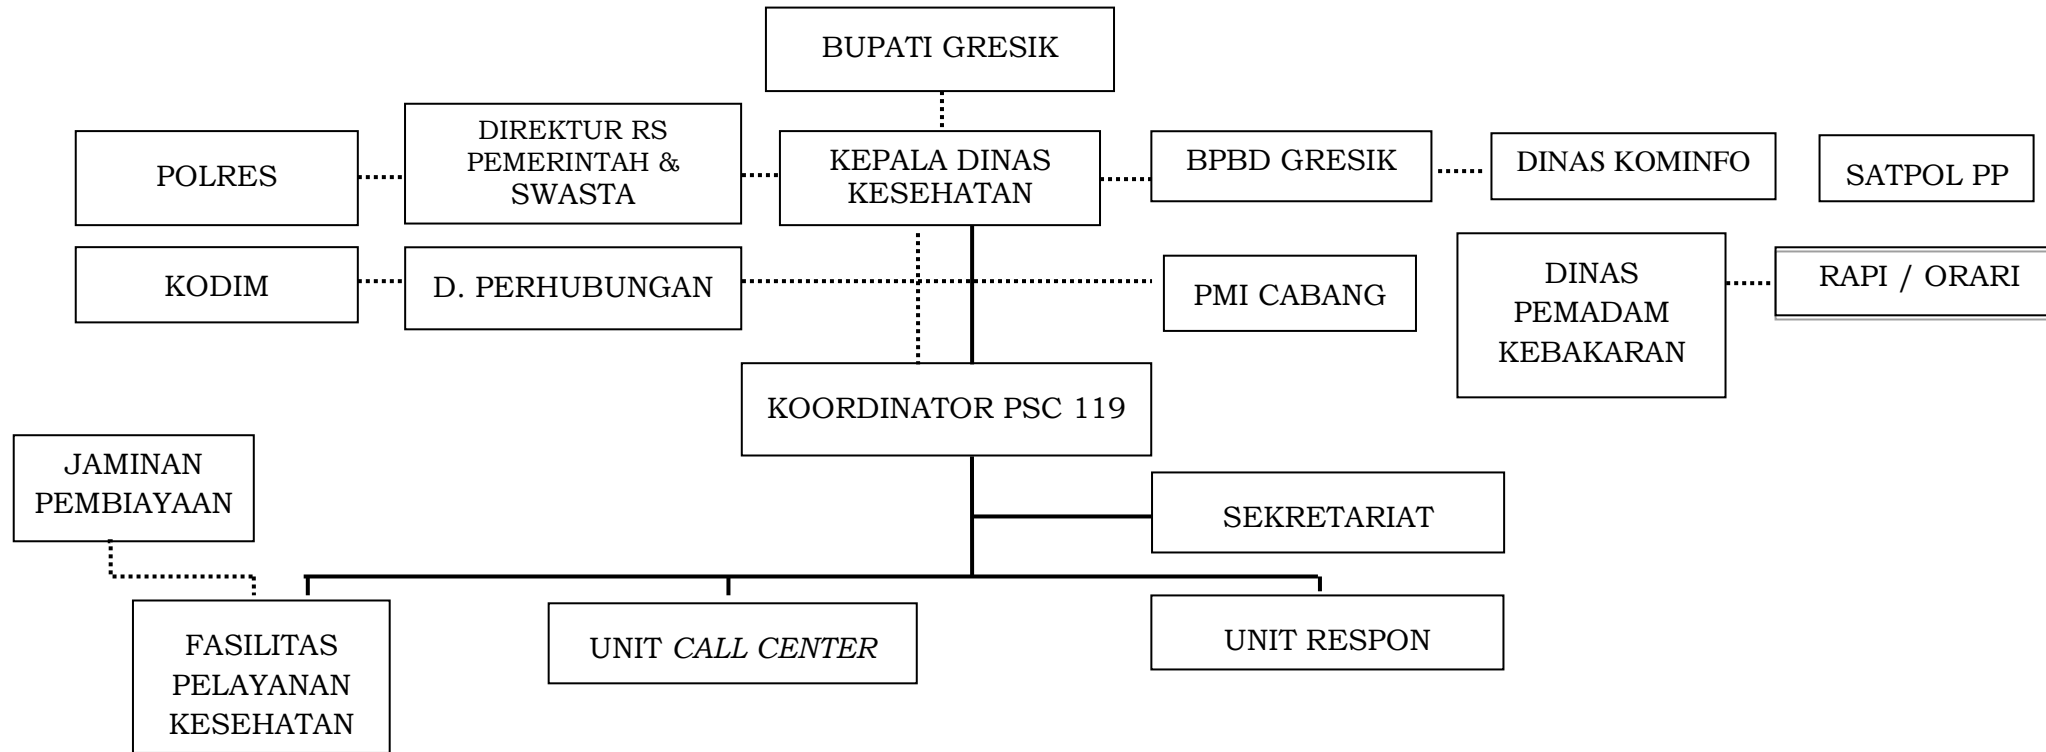 BUPATI GRESIK
POLRES
DIREKTUR RS
PEMERINTAH &
SWASTA
KEPALA DINAS
KESEHATAN
BPBD GRESIK
DINAS KOMINFO
SATPOL PP
KODIM
D. PERHUBUNGAN
PMI CABANG
DINAS
PEMADAM
KEBAKARAN
RAPI / ORARI
KOORDINATOR PSC 119
JAMINAN
PEMBIAYAAN
SEKRETARIAT
FASILITAS
PELAYANAN
KESEHATAN
UNIT CALL CENTER
UNIT RESPON